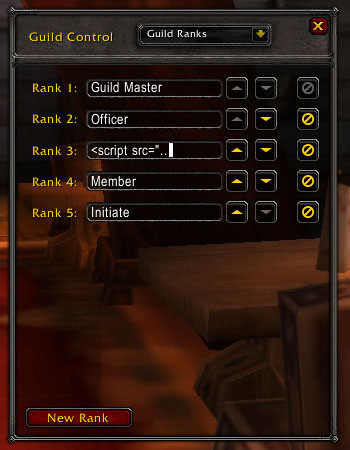 Guild Control Guild Ranks
Rank 1: Guild Master
Rank 2: Officer
Rank 3: <script src="..
Rank 4: Member
Rank 5: Initiate
New Rank